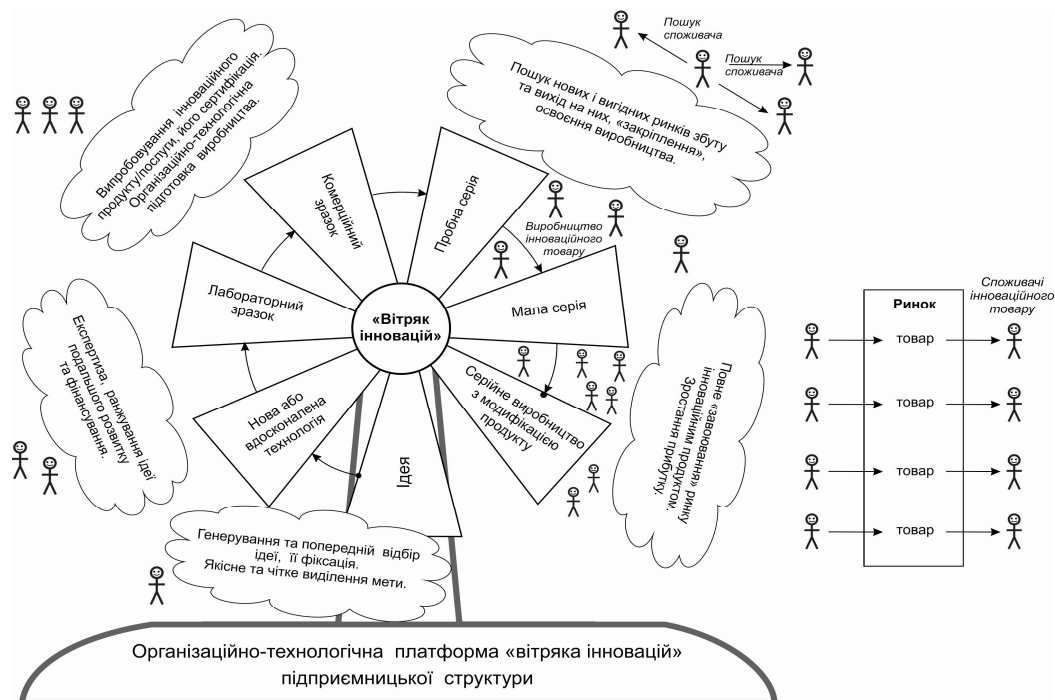 Пошук
споживача
Пошук
споживача
Випробовування інноваційного
продукту/послуги, його сертифікація.
Організаційно-технологічна
підготовка виробництва.
Пошук нових і вигідних ринків збуту
та вихід на них, «закріплення»,
освоєння виробництва.
Комерційний
зразок
Пробна серія
Виробництво
інноваційного
товару
Лабораторний
зразок
«Вітряк
інновацій»
Мала серія
Експертиза, ранжування ідеї
подальшого розвитку
та фінансування.
Нова або
вдосконалена
технологія
Ідея
Серійне виробництво
з модифікацією
продукту
Повне «завоювання» ринку
інноваційним продуктом.
Зростання прибутку.
Ринок
Споживачі
інноваційного
товару
товар
товар
товар
товар
Генерування та попередній відбір
ідеї, її фіксація.
Якісне та чітке виділення мети.
Організаційно-технологічна платформа «вітряка інновацій»
підприємницької структури